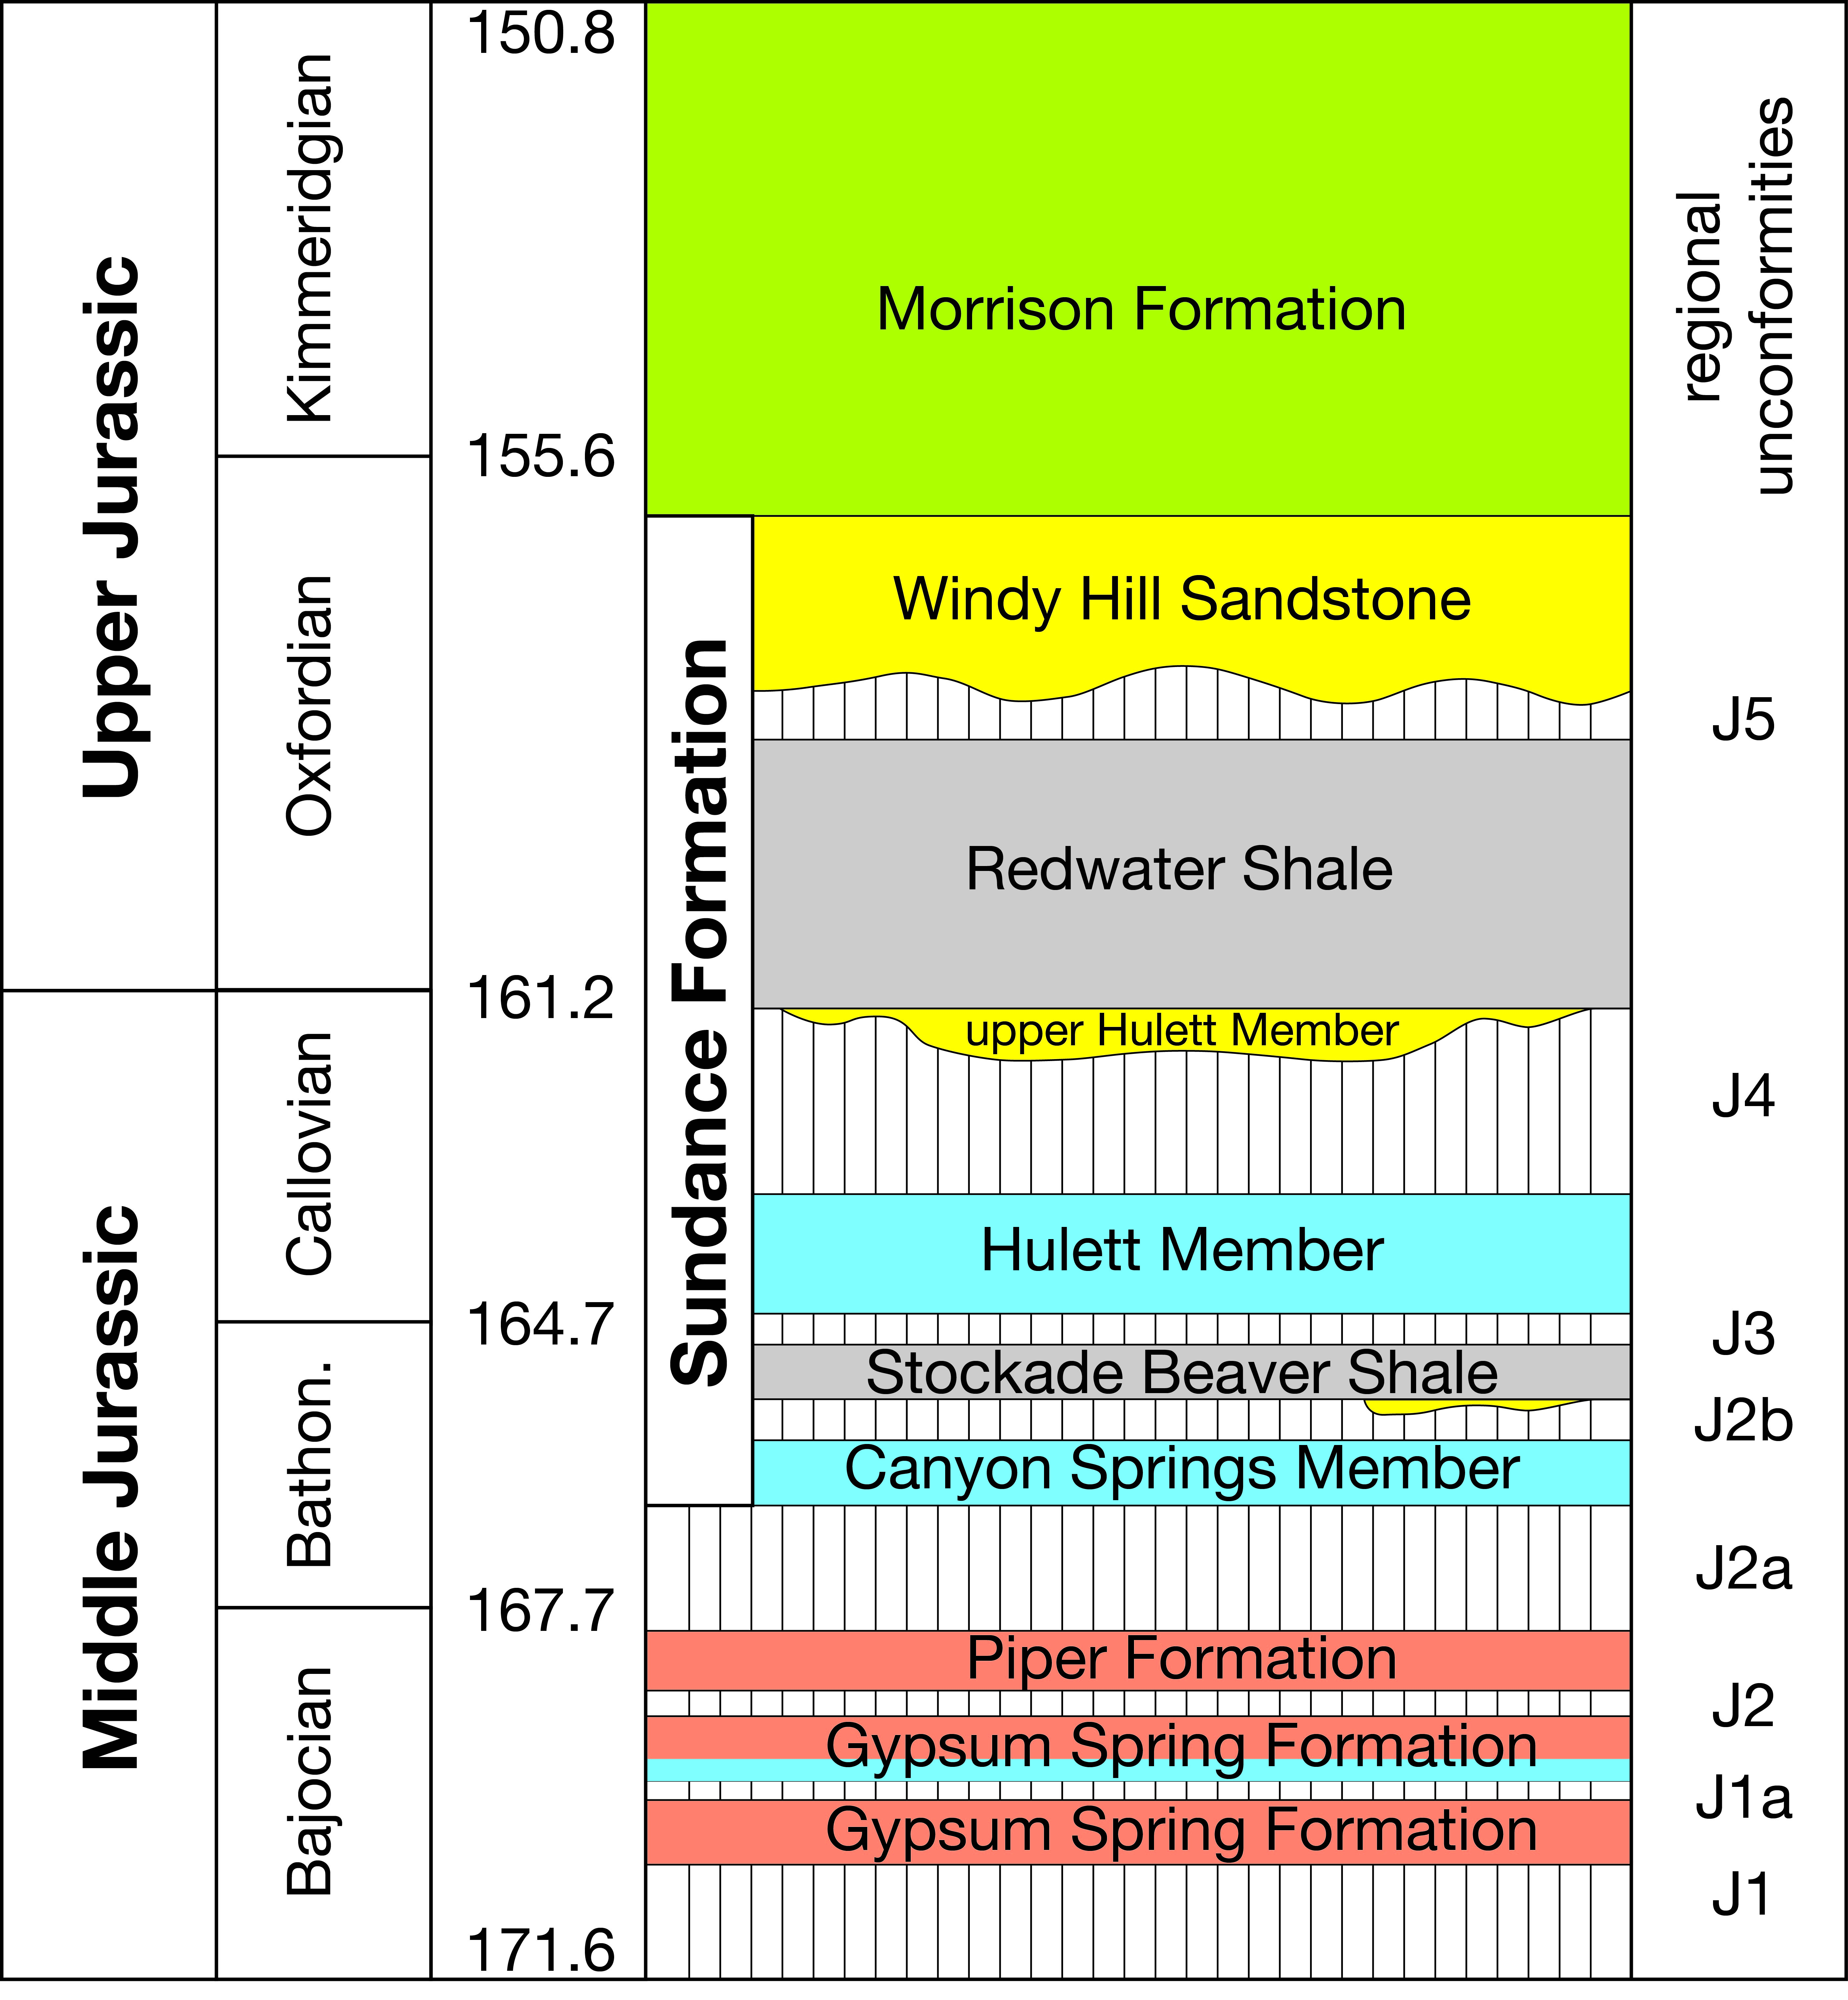 Upper Jurassic
Middle Jurassic
Kimmeridgian
Oxfordian
Callovian
Bathon.
Bajocian
150.8
155.6
161.2
164.7
167.7
171.6
Sundance Formation
Morrison Formation
Windy Hill Sandstone
Redwater Shale
upper Hulett Member
Hulett Member
Stockade Beaver Shale
Canyon Springs Member
Piper Formation
Gypsum Spring Formation
Gypsum Spring Formation
regional
unconformities
J5
J4
J3
J2b
J2a
J2
J1a
J1